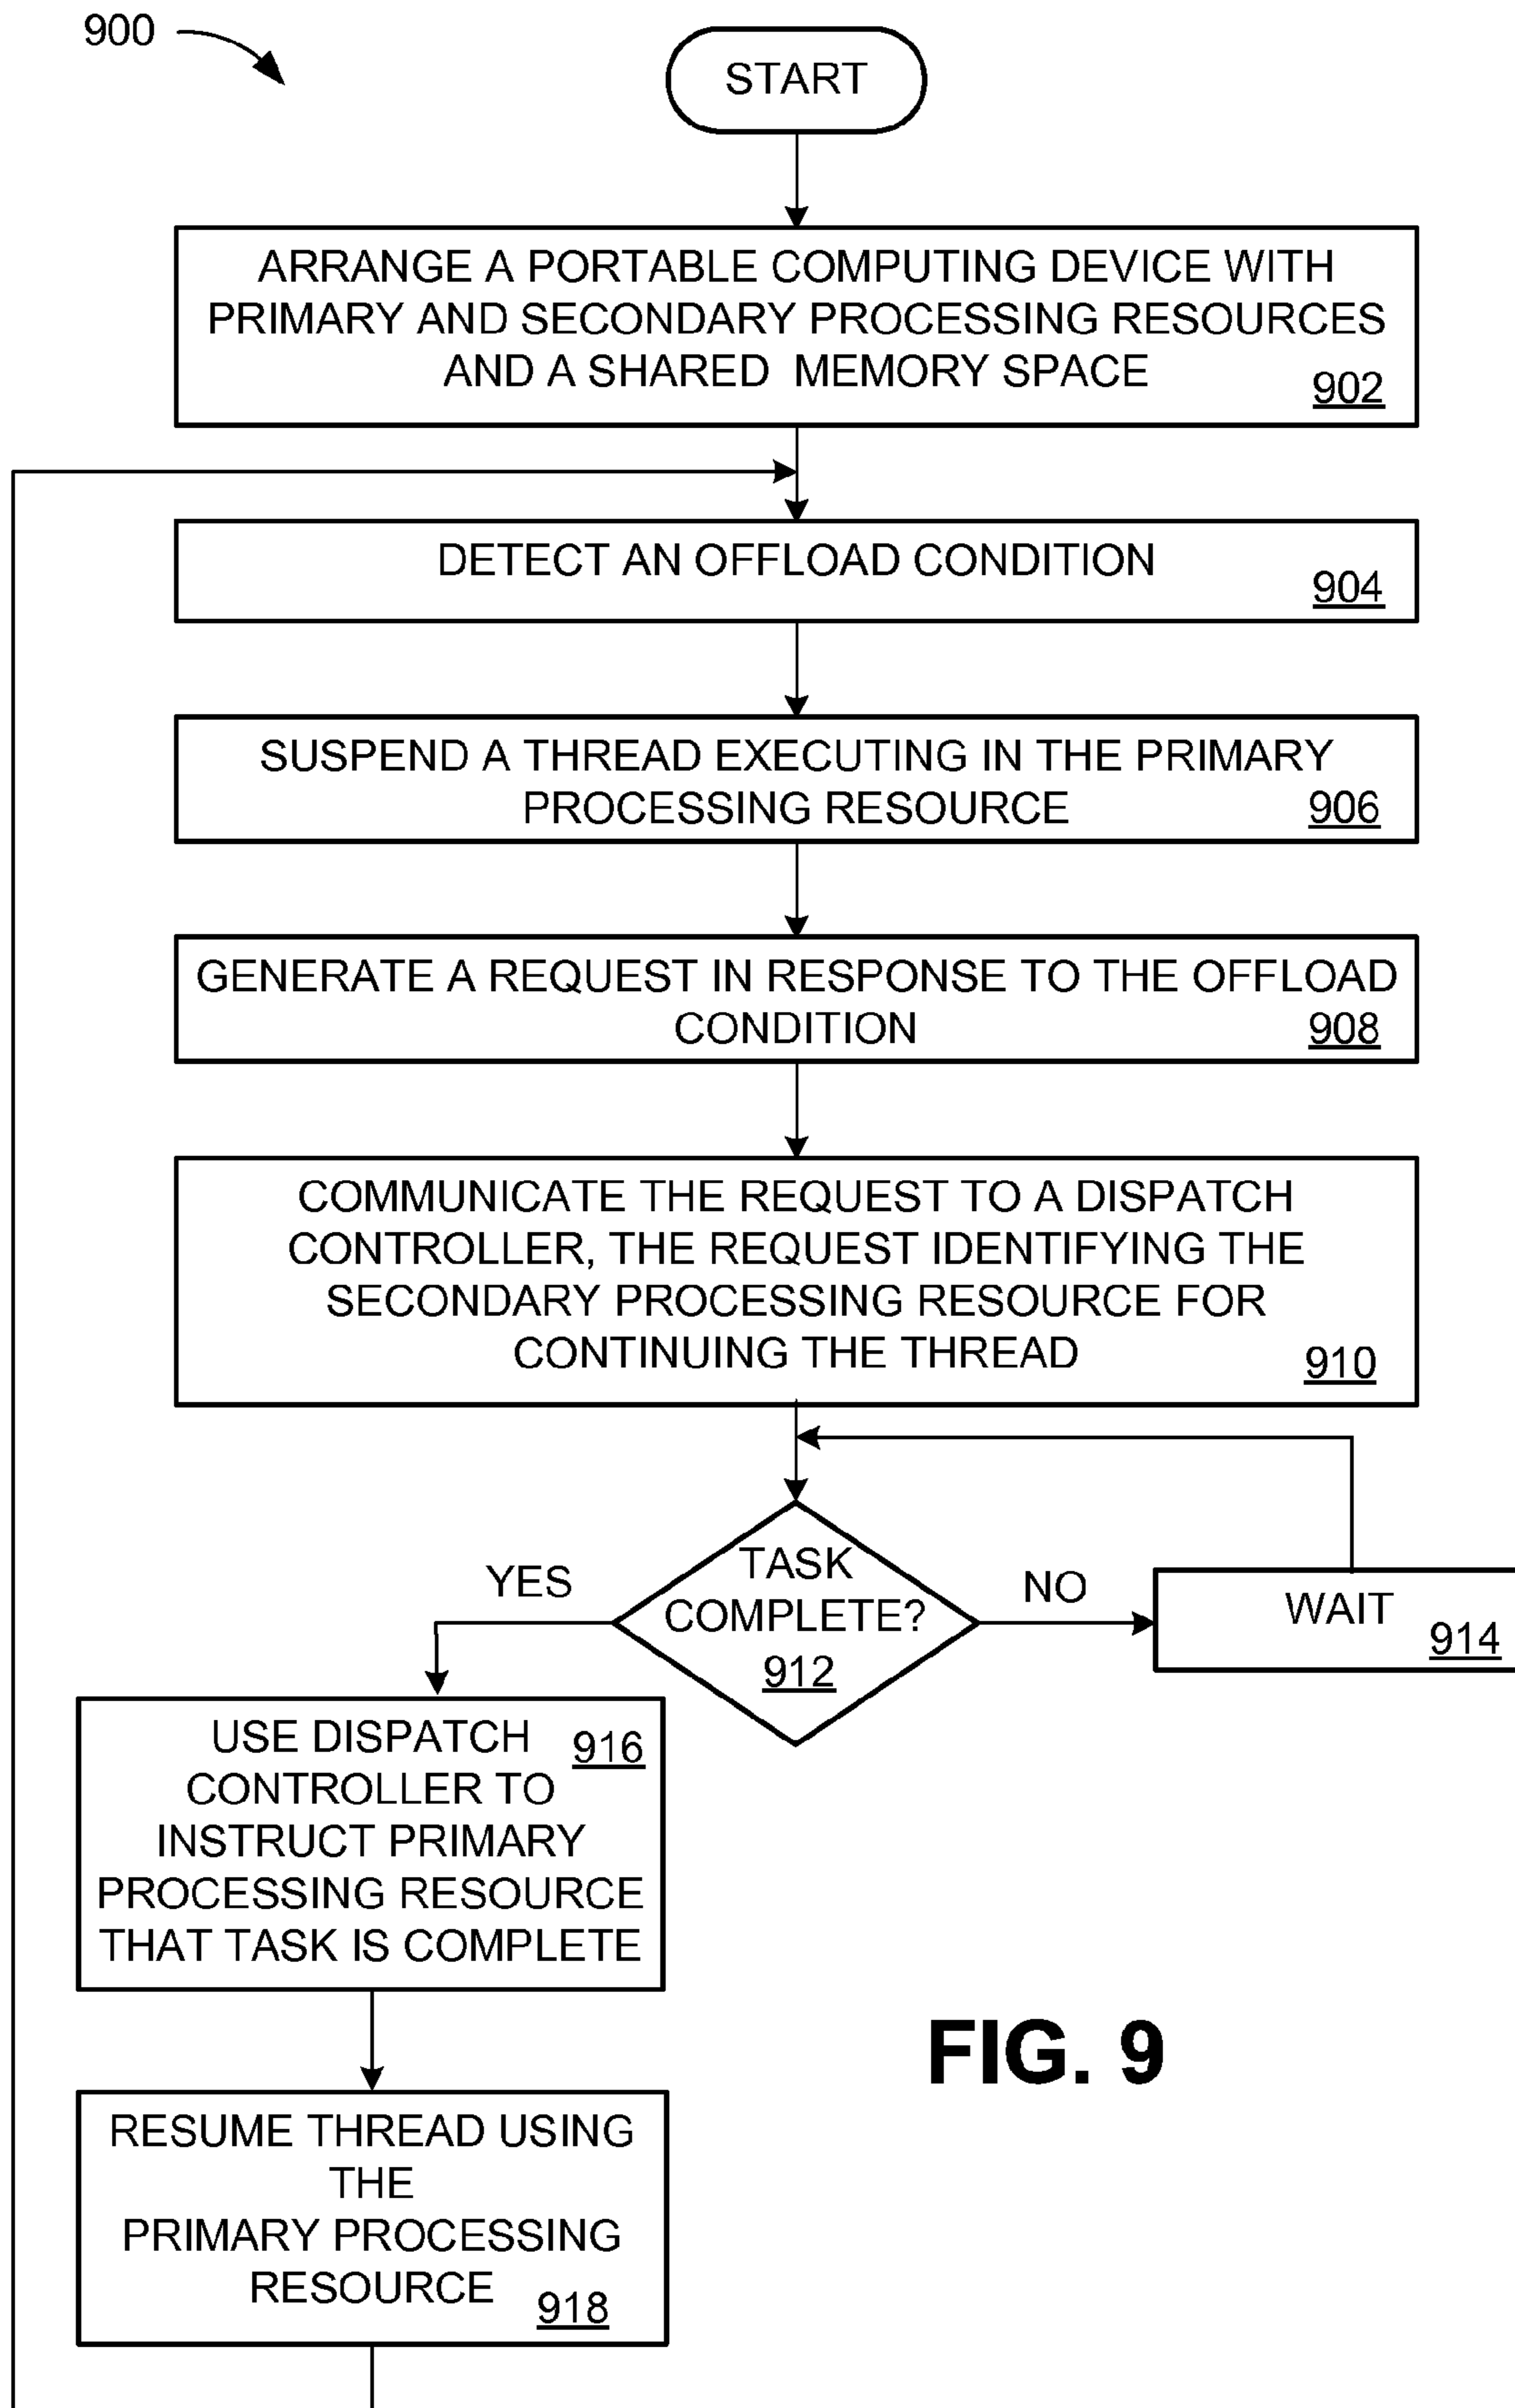 900
START
ARRANGE A PORTABLE COMPUTING DEVICE WITH
PRIMARY AND SECONDARY PROCESSING RESOURCES
AND A SHARED MEMORY SPACE
902
DETECT AN OFFLOAD CONDITION
904
SUSPEND A THREAD EXECUTING IN THE PRIMARY
PROCESSING RESOURCE
906
GENERATE A REQUEST IN RESPONSE TO THE OFFLOAD
CONDITION
908
COMMUNICATE THE REQUEST TO A DISPATCH
CONTROLLER, THE REQUEST IDENTIFYING THE
SECONDARY PROCESSING RESOURCE FOR
CONTINUING THE THREAD
910
YES
TASK
COMPLETE?
912
NO
WAIT
914
USE DISPATCH
CONTROLLER TO
INSTRUCT PRIMARY
PROCESSING RESOURCE
THAT TASK IS COMPLETE
916
RESUME THREAD USING
THE
PRIMARY PROCESSING
RESOURCE
918
FIG. 9